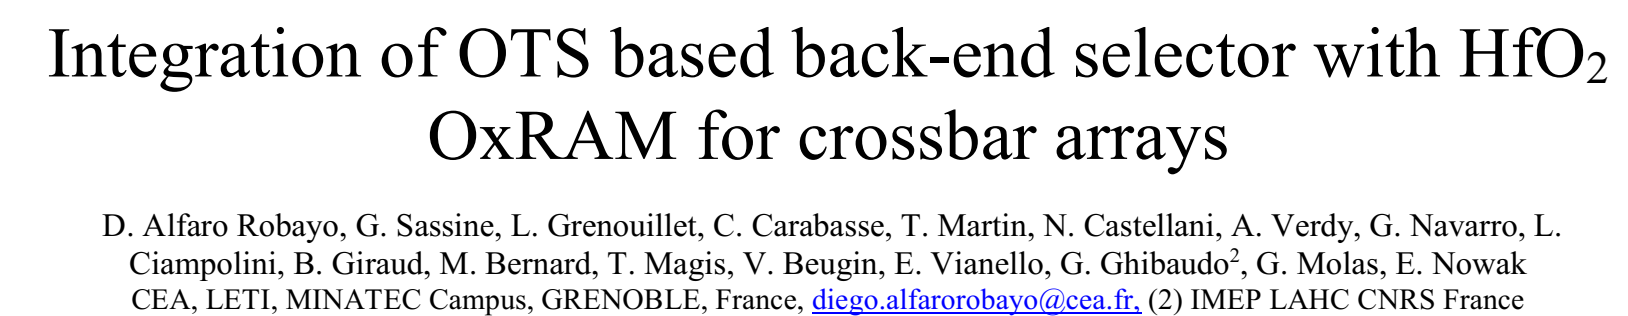 Integration of OTS based back-end selector with HfO₂
OxRAM for crossbar arrays
D. Alfaro Robayo, G. Sassine, L. Grenouillet, C. Carabasse, T. Martin, N. Castellani, A. Verdy, G. Navarro, L.
Ciampolini, B. Giraud, M. Bernard, T. Magis, V. Beugin, E. Vianello, G. Ghibaudo², G. Molas, E. Nowak
CEA, LETI, MINATEC Campus, GRENOBLE, France, diego.alfarorobayo@cea.fr, (2) IMEP LAHC CNRS France